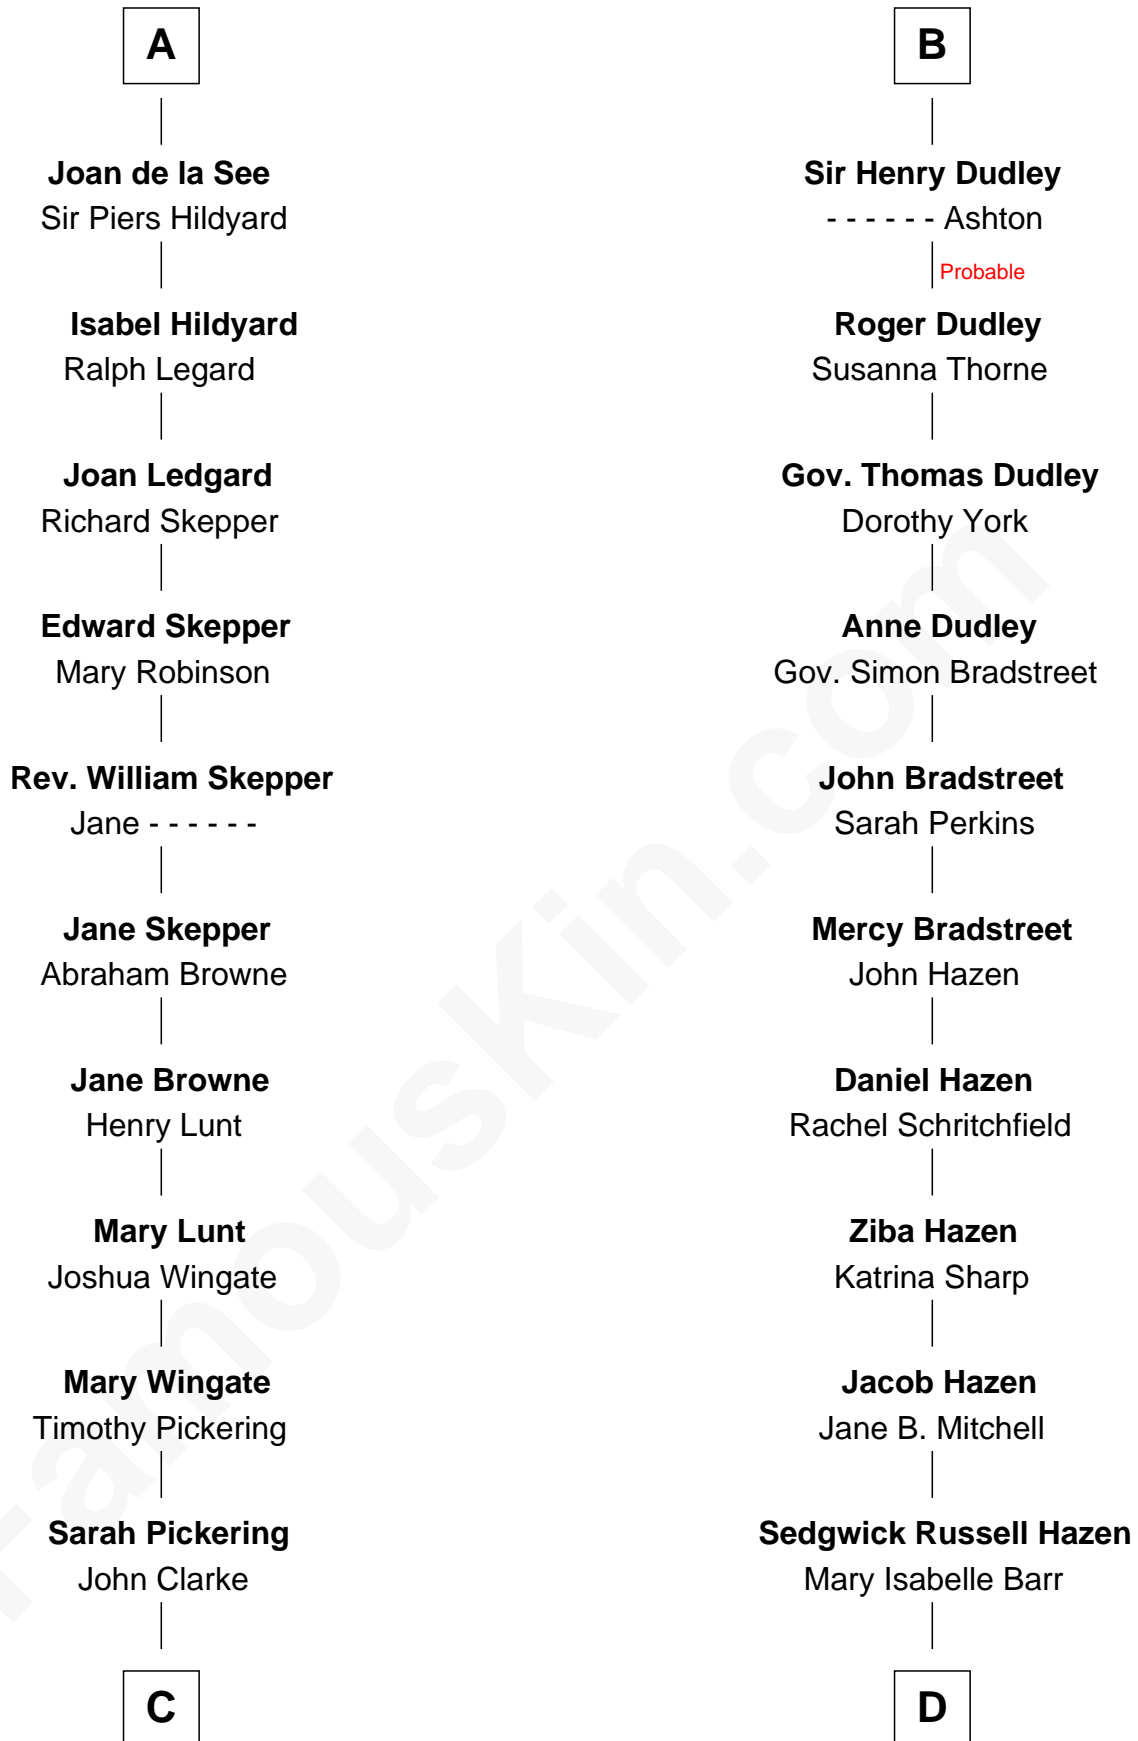 A
Joan de la See
Sir Piers Hildyard
Isabel Hildyard
Ralph Legard
Joan Ledgard
Richard Skepper
Edward Skepper
Mary Robinson
Rev. William Skepper
Jane - - - - - -
Jane Skepper
Abraham Browne
Jane Browne
Henry Lunt
Mary Lunt
Joshua Wingate
Mary Wingate
Timothy Pickering
Sarah Pickering
John Clarke
C
B
Sir Henry Dudley
- - - - - - Ashton
Probable
Roger Dudley
Susanna Thorne
Gov. Thomas Dudley
Dorothy York
Anne Dudley
Gov. Simon Bradstreet
John Bradstreet
Sarah Perkins
Mercy Bradstreet
John Hazen
Daniel Hazen
Rachel Schritchfield
Ziba Hazen
Katrina Sharp
Jacob Hazen
Jane B. Mitchell
Sedgwick Russell Hazen
Mary Isabelle Barr
D
FamousKin.com